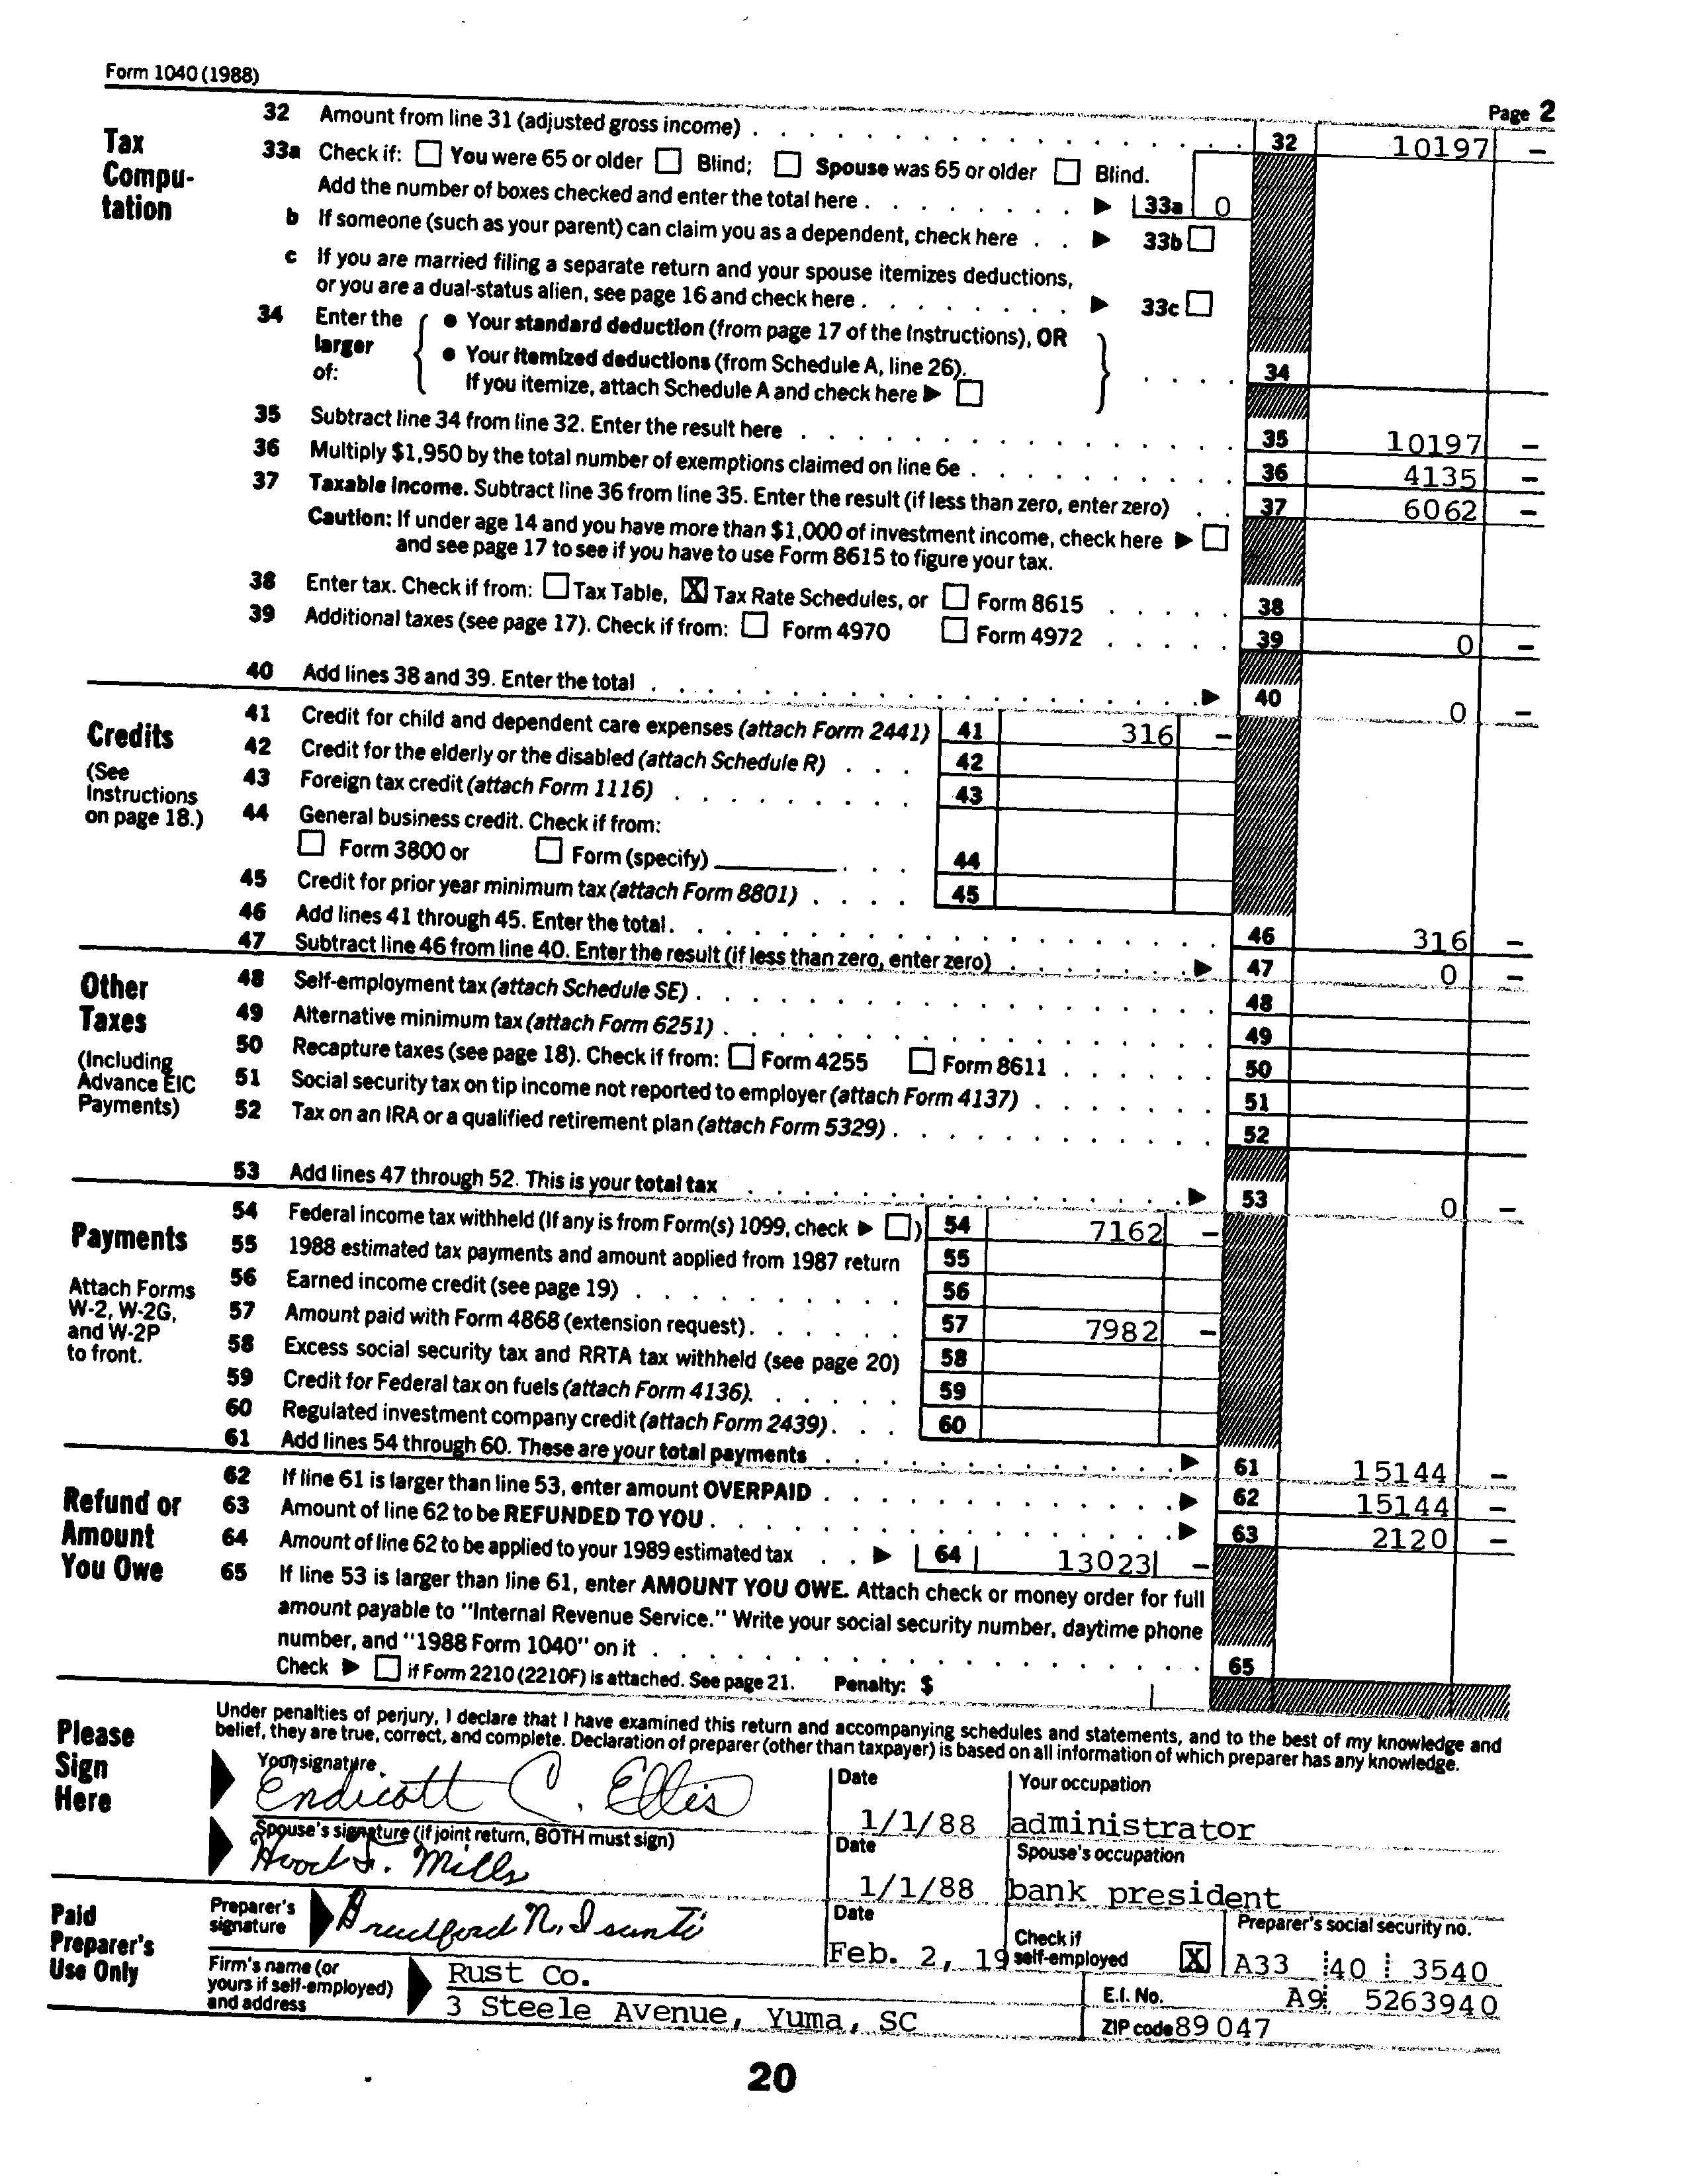 Form 1040 (1988)
Page 2
Tax Compu-tation
32 Amount from line 31 (adjusted gross income) . . . . 32 10197 –
33a Check if: ☐ You were 65 or older ☐ Blind; ☐ Spouse was 65 or older ☐ Blind.
Add the number of boxes checked and enter the total here . . . . ▶ 33a 0
b If someone (such as your parent) can claim you as a dependent, check here . . ▶ 33b ☐
c If you are married filing a separate return and your spouse itemizes deductions,
or you are a dual-status alien, see page 16 and check here . . . . ▶ 33c ☐
34 Enter the larger of: { ● Your standard deduction (from page 17 of the Instructions), OR
● Your itemized deductions (from Schedule A, line 26).
If you itemize, attach Schedule A and check here ▶ ☐ } . . . . 34
35 Subtract line 34 from line 32. Enter the result here . . . . 35 10197 –
36 Multiply $1,950 by the total number of exemptions claimed on line 6e . . . . 36 4135 –
37 Taxable income. Subtract line 36 from line 35. Enter the result (if less than zero, enter zero) . . 37 6062 –
Caution: If under age 14 and you have more than $1,000 of investment income, check here ▶ ☐
and see page 17 to see if you have to use Form 8615 to figure your tax.
38 Enter tax. Check if from: ☐ Tax Table, ☒ Tax Rate Schedules, or ☐ Form 8615 . . . . 38
39 Additional taxes (see page 17). Check if from: ☐ Form 4970 ☐ Form 4972 . . . . 39 0 –
40 Add lines 38 and 39. Enter the total . . . . ▶ 40 0 –
Credits
(See Instructions on page 18.)
41 Credit for child and dependent care expenses (attach Form 2441) 41 316 –
42 Credit for the elderly or the disabled (attach Schedule R) . . . 42
43 Foreign tax credit (attach Form 1116) . . . . 43
44 General business credit. Check if from:
☐ Form 3800 or ☐ Form (specify) ______ . . . 44
45 Credit for prior year minimum tax (attach Form 8801) . . . . 45
46 Add lines 41 through 45. Enter the total . . . . 46 316 –
47 Subtract line 46 from line 40. Enter the result (if less than zero, enter zero) . . . . ▶ 47 0 –
Other Taxes
(Including Advance EIC Payments)
48 Self-employment tax (attach Schedule SE) . . . . 48
49 Alternative minimum tax (attach Form 6251) . . . . 49
50 Recapture taxes (see page 18). Check if from: ☐ Form 4255 ☐ Form 8611 . . . . 50
51 Social security tax on tip income not reported to employer (attach Form 4137) . . . . 51
52 Tax on an IRA or a qualified retirement plan (attach Form 5329) . . . . 52
53 Add lines 47 through 52. This is your total tax . . . . ▶ 53 0 –
Payments
Attach Forms W-2, W-2G, and W-2P to front.
54 Federal income tax withheld (If any is from Form(s) 1099, check ▶ ☐) 54 7162 –
55 1988 estimated tax payments and amount applied from 1987 return 55
56 Earned income credit (see page 19) . . . . 56
57 Amount paid with Form 4868 (extension request) . . . . 57 7982 –
58 Excess social security tax and RRTA tax withheld (see page 20) 58
59 Credit for Federal tax on fuels (attach Form 4136). . . . 59
60 Regulated investment company credit (attach Form 2439) . . . 60
61 Add lines 54 through 60. These are your total payments . . . . ▶ 61 15144 –
Refund or Amount You Owe
62 If line 61 is larger than line 53, enter amount OVERPAID . . . . ▶ 62 15144 –
63 Amount of line 62 to be REFUNDED TO YOU . . . . ▶ 63 2120 –
64 Amount of line 62 to be applied to your 1989 estimated tax . . ▶ 64 13023 –
65 If line 53 is larger than line 61, enter AMOUNT YOU OWE. Attach check or money order for full
amount payable to "Internal Revenue Service." Write your social security number, daytime phone
number, and "1988 Form 1040" on it . . . . 65
Check ▶ ☐ if Form 2210 (2210F) is attached. See page 21. Penalty: $
Please Sign Here
Under penalties of perjury, I declare that I have examined this return and accompanying schedules and statements, and to the best of my knowledge and
belief, they are true, correct, and complete. Declaration of preparer (other than taxpayer) is based on all information of which preparer has any knowledge.
Your signature Date Your occupation
Endicott C. Ellis 1/1/88 administrator
Spouse's signature (if joint return, BOTH must sign) Date Spouse's occupation
Mills 1/1/88 bank president
Paid Preparer's Use Only
Preparer's signature Date Check if self-employed ☒ Preparer's social security no.
Bradford N. Isanti Feb. 2, 19 A33 40 3540
Firm's name (or yours if self-employed) and address
Rust Co. E.I. No. A9 5263940
3 Steele Avenue, Yuma, SC ZIP code 89047
20